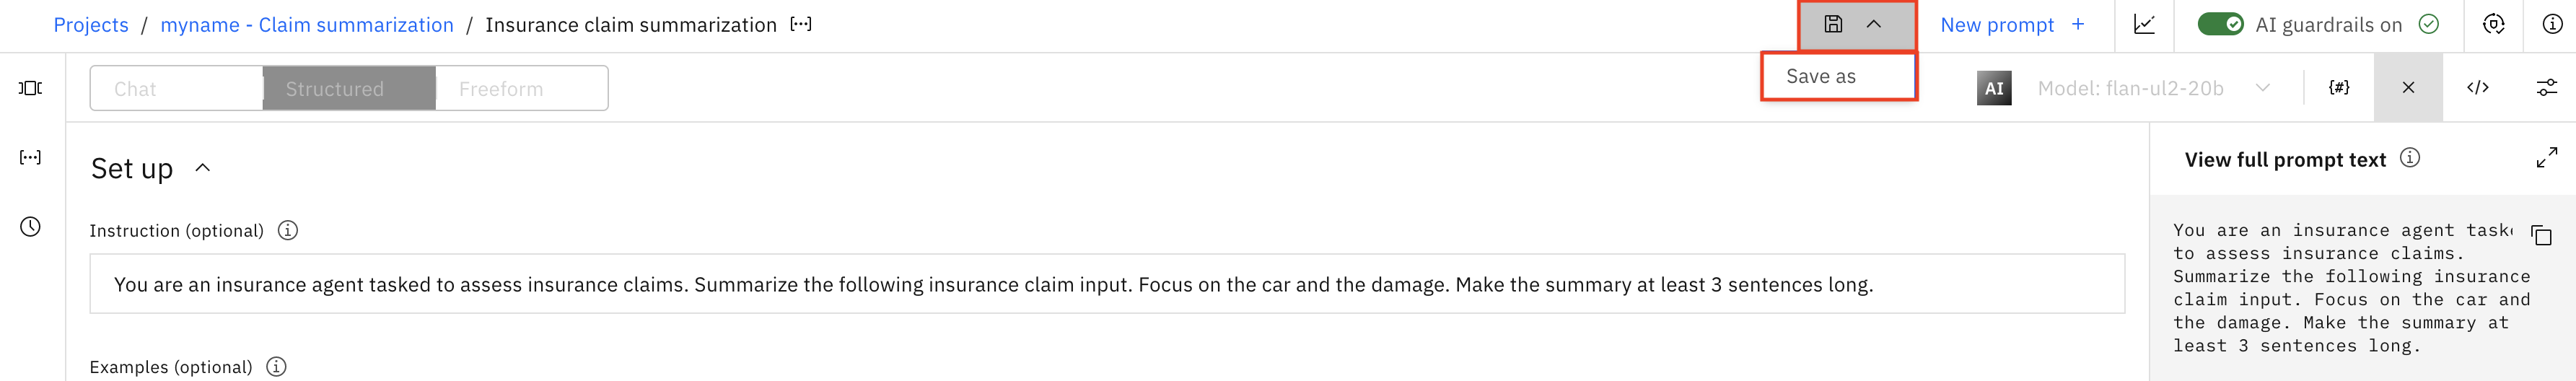 Projects / myname - Claim summarization / Insurance claim summarization [...]
New prompt +
AI guardrails on
Save as
Chat
Structured
Freeform
AI
Model: flan-ul2-20b
{#}
</>
Set up
View full prompt text
Instruction (optional)
You are an insurance agent tasked to assess insurance claims. Summarize the following insurance claim input. Focus on the car and the damage. Make the summary at least 3 sentences long.
You are an insurance agent task
to assess insurance claims.
Summarize the following insurance
claim input. Focus on the car and
the damage. Make the summary at
least 3 sentences long.
Examples (optional)